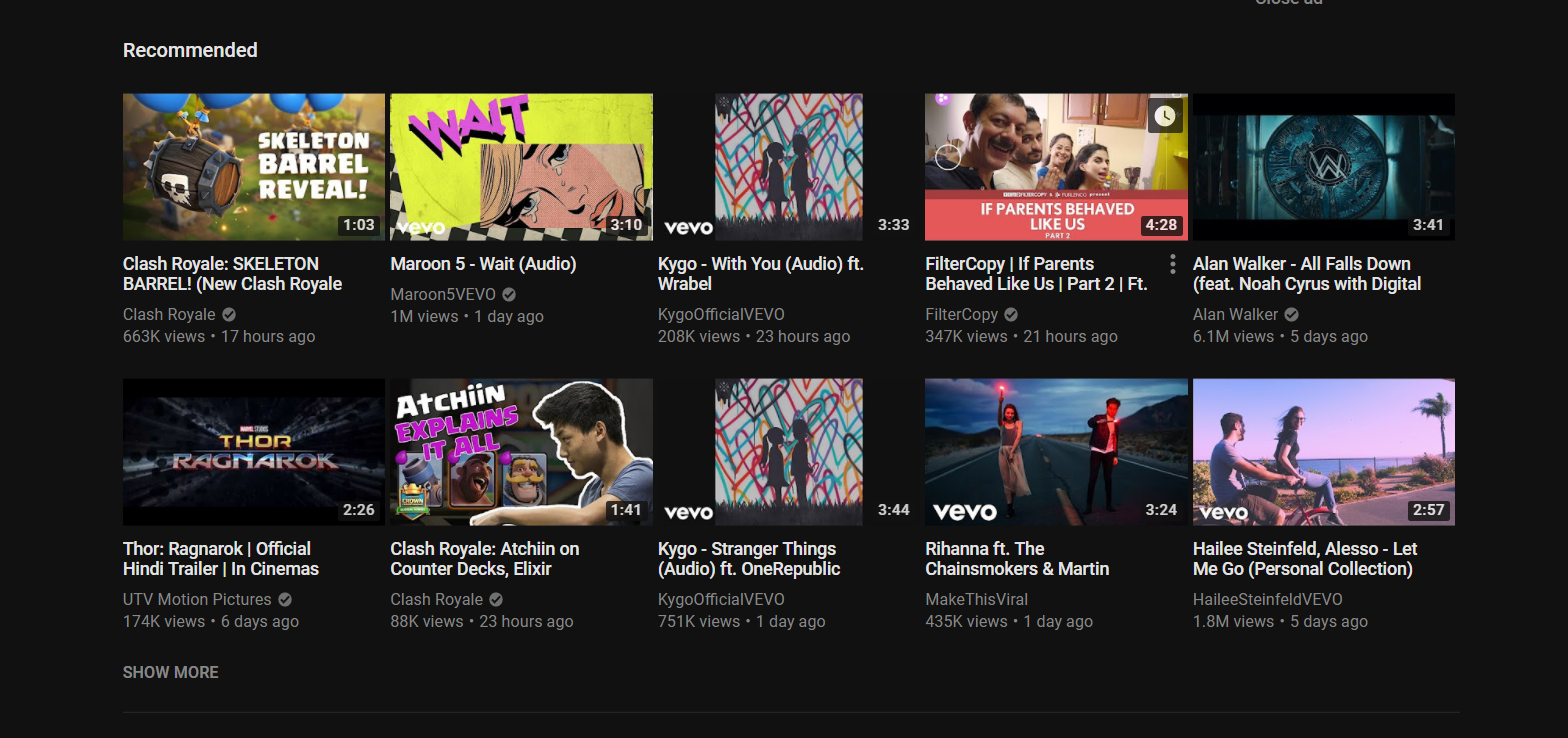 Close ad
Recommended
SKELETON
BARREL
REVEAL!
1:03
WAIT
vevo
3:10
vevo
3:33
FILTERCOPY & FURLENCO present
IF PARENTS BEHAVED
LIKE US
PART 2
4:28
3:41
Clash Royale: SKELETON
BARREL! (New Clash Royale
Clash Royale
663K views • 17 hours ago
Maroon 5 - Wait (Audio)
Maroon5VEVO
1M views • 1 day ago
Kygo - With You (Audio) ft.
Wrabel
KygoOfficialVEVO
208K views • 23 hours ago
FilterCopy | If Parents
Behaved Like Us | Part 2 | Ft.
FilterCopy
347K views • 21 hours ago
Alan Walker - All Falls Down
(feat. Noah Cyrus with Digital
Alan Walker
6.1M views • 5 days ago
MARVEL STUDIOS
THOR
RAGNAROK
2:26
AtCHiiN
EXPLAINS
IT ALL
CROWN
1:41
vevo
3:44
vevo
3:24
vevo
2:57
Thor: Ragnarok | Official
Hindi Trailer | In Cinemas
UTV Motion Pictures
174K views • 6 days ago
Clash Royale: Atchiin on
Counter Decks, Elixir
Clash Royale
88K views • 23 hours ago
Kygo - Stranger Things
(Audio) ft. OneRepublic
KygoOfficialVEVO
751K views • 1 day ago
Rihanna ft. The
Chainsmokers & Martin
MakeThisViral
435K views • 1 day ago
Hailee Steinfeld, Alesso - Let
Me Go (Personal Collection)
HaileeSteinfeldVEVO
1.8M views • 5 days ago
SHOW MORE